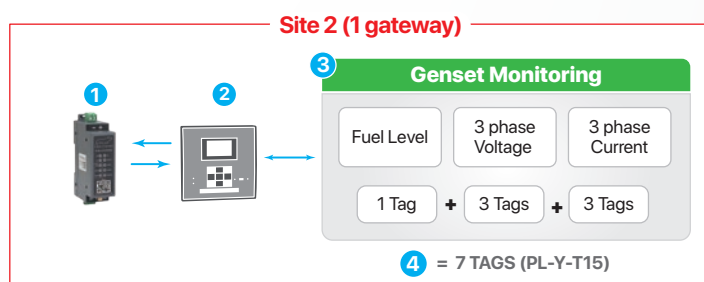 Site 2 (1 gateway)
1
2
3
Genset Monitoring
Fuel Level
3 phase
Voltage
3 phase
Current
1 Tag + 3 Tags + 3 Tags
4 = 7 TAGS (PL-Y-T15)